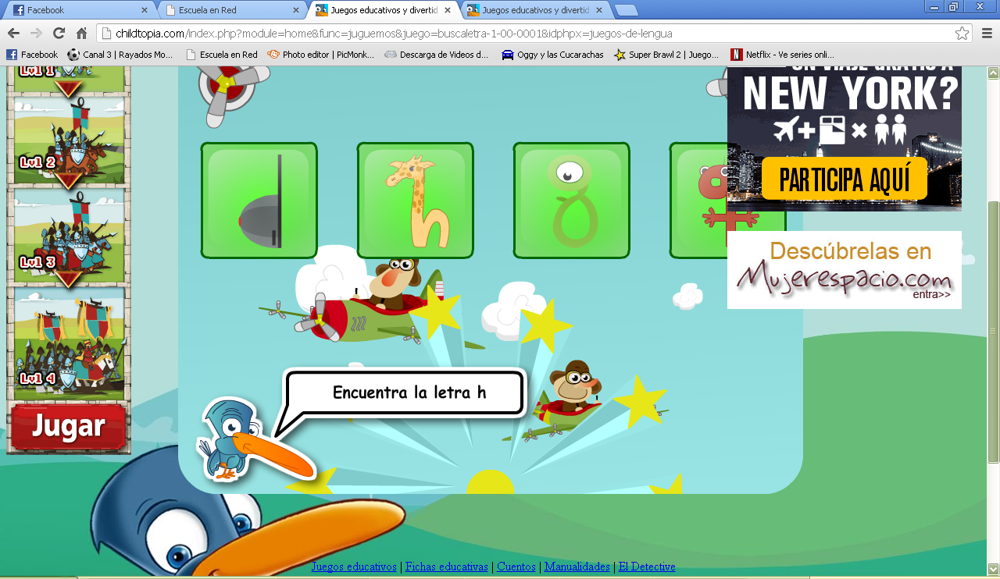 Facebook
Escuela en Red
Juegos educativos y divertid
Juegos educativos y divertid
childtopia.com/index.php?module=home&func=juguemos&juego=buscaletra-1-00-0001&idphpx=juegos-de-lengua
Facebook
Canal 3 | Rayados Mo...
Escuela en Red
Photo editor | PicMonk...
Descarga de Videos d...
Oggy y las Cucarachas
Super Brawl 2 | Juego...
Netflix - Ve series onli...
Lvl 1
Lvl 2
Lvl 3
Lvl 4
Jugar
UN VIAJE GRATIS A
NEW YORK?
PARTICIPA AQUÍ
Descúbrelas en
Mujerespacio.com
entra>>
h
Encuentra la letra h
Juegos educativos | Fichas educativas | Cuentos | Manualidades | El Detective